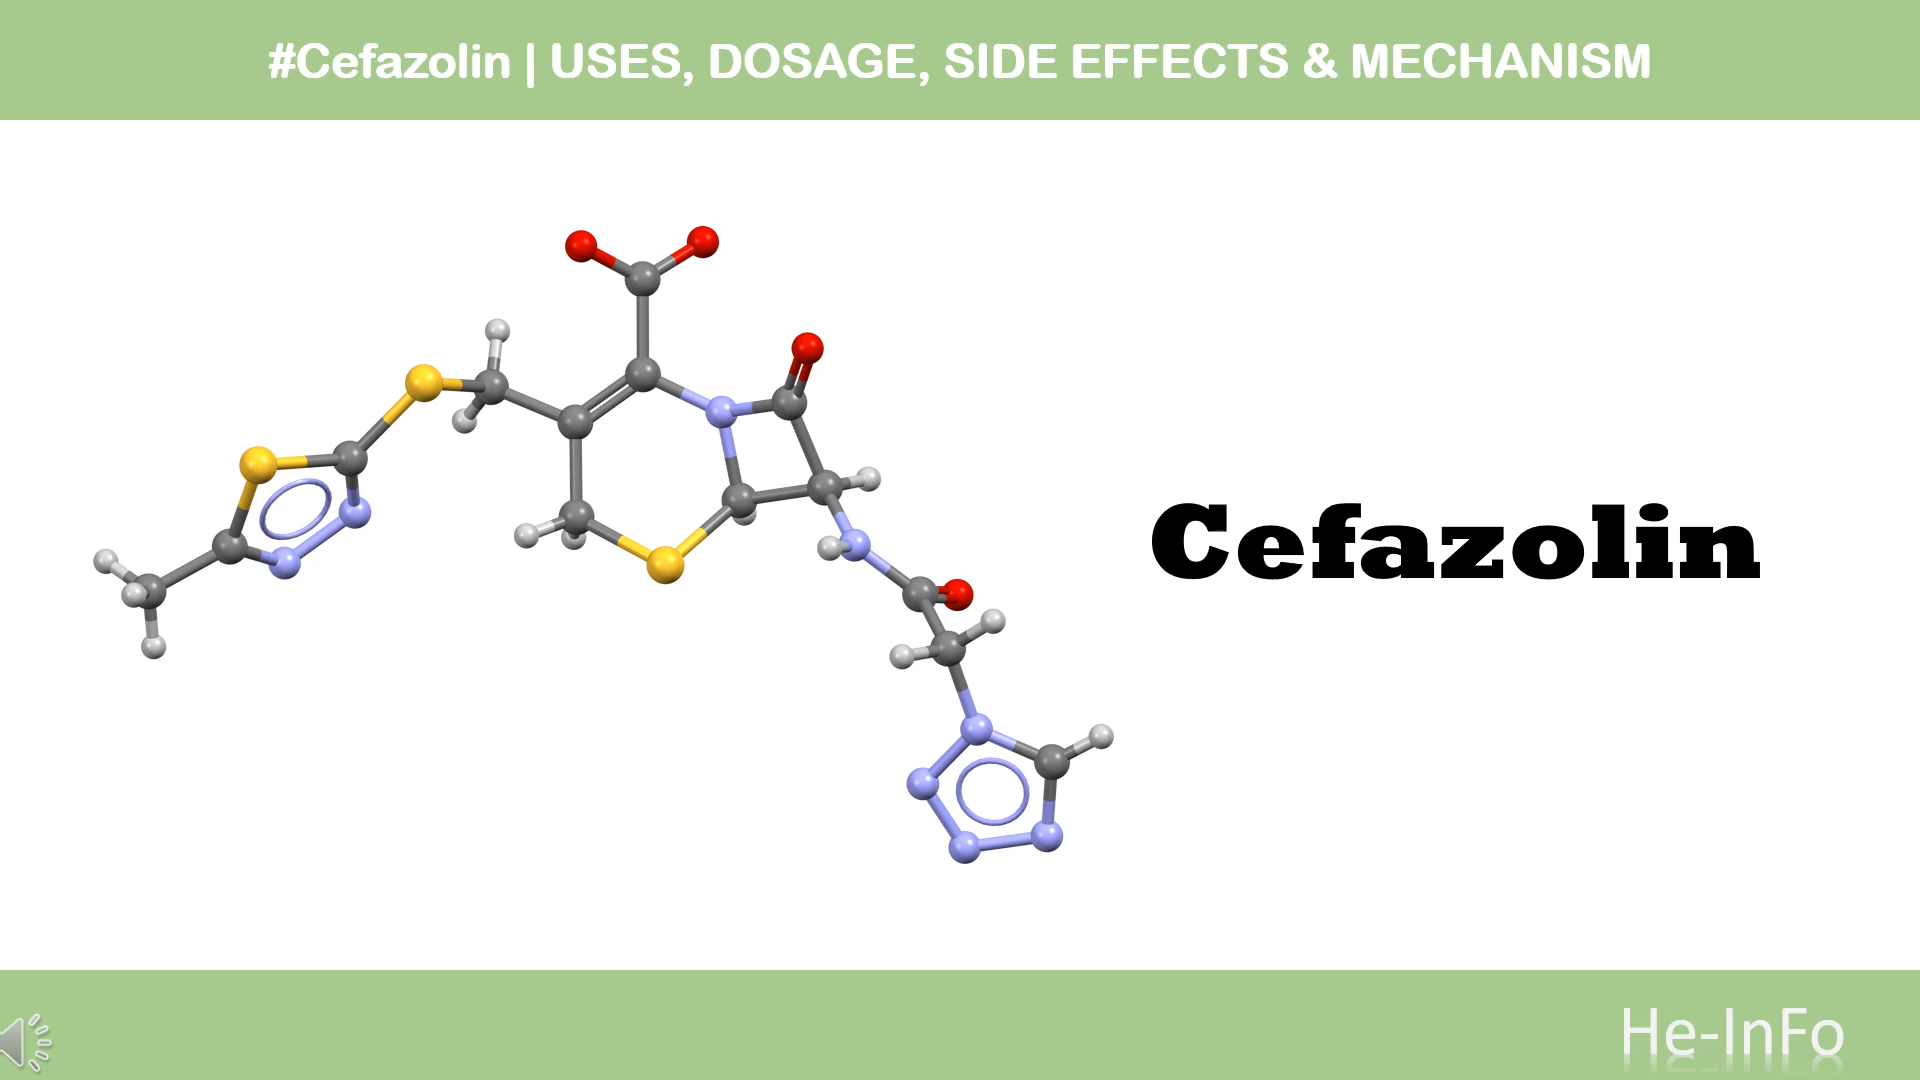 #Cefazolin | USES, DOSAGE, SIDE EFFECTS & MECHANISM
Cefazolin
He-InFo